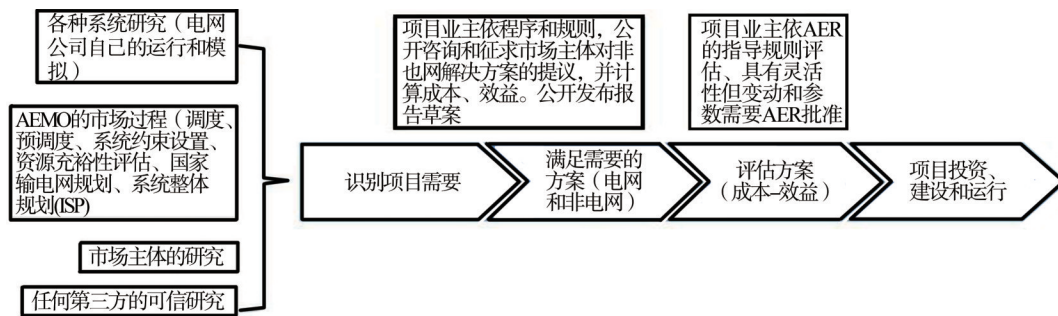 各种系统研究（电网
公司自己的运行和模
拟）
AEMO的市场过程（调度、
预调度、系统约束设置、
资源充裕性评估、国家
输电网规划、系统整体
规划(ISP)
市场主体的研究
任何第三方的可信研究
项目业主依程序和规则，公
开咨询和征求市场主体对非
也网解决方案的提议，并计
算成本、效益。公开发布报
告草案
项目业主依AER
的指导规则评
估、具有灵活
性但变动和参
数需要AER批准
识别项目需要
满足需要的
方案（电网
和非电网）
评估方案
（成本–效益）
项目投资、
建设和运行